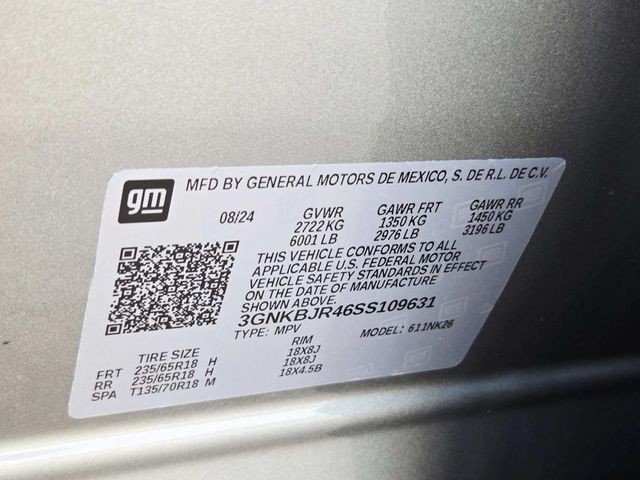 gm MFD BY GENERAL MOTORS DE MEXICO, S. DE R.L. DE C.V.
08/24 GVWR GAWR FRT GAWR RR
2722 KG 1350 KG 1450 KG
6001 LB 2976 LB 3196 LB
THIS VEHICLE CONFORMS TO ALL
APPLICABLE U.S. FEDERAL MOTOR
VEHICLE SAFETY STANDARDS IN EFFECT
ON THE DATE OF MANUFACTURE
SHOWN ABOVE.
3GNKBJR46SS109631
TYPE: MPV MODEL: 611NK26
TIRE SIZE RIM
FRT 235/65R18 H 18X8J
RR 235/65R18 H 18X8J
SPA T135/70R18 M 18X4.5B